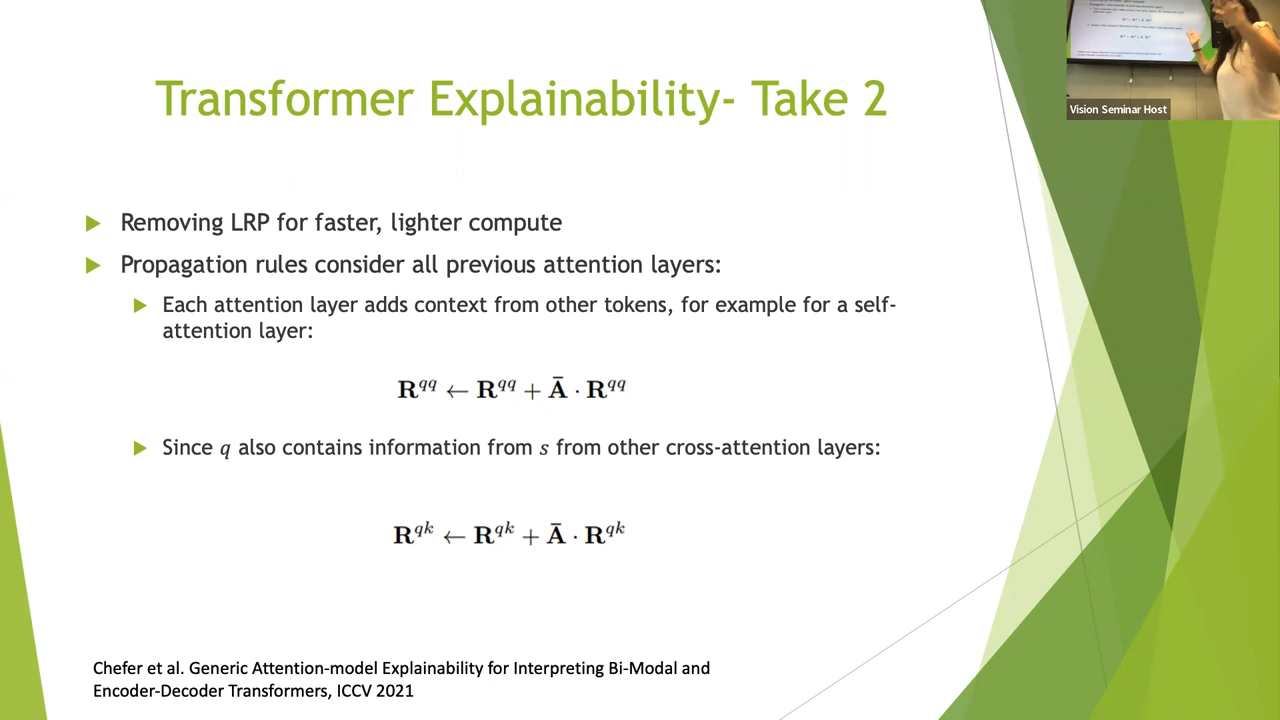 Transformer Explainability- Take 2
Vision Seminar Host
Removing LRP for faster, lighter compute
Propagation rules consider all previous attention layers:
Each attention layer adds context from other tokens, for example for a self-
attention layer:
R^{qq} ← R^{qq} + Ā · R^{qq}
Since q also contains information from s from other cross-attention layers:
R^{qk} ← R^{qk} + Ā · R^{qk}
Chefer et al. Generic Attention-model Explainability for Interpreting Bi-Modal and
Encoder-Decoder Transformers, ICCV 2021